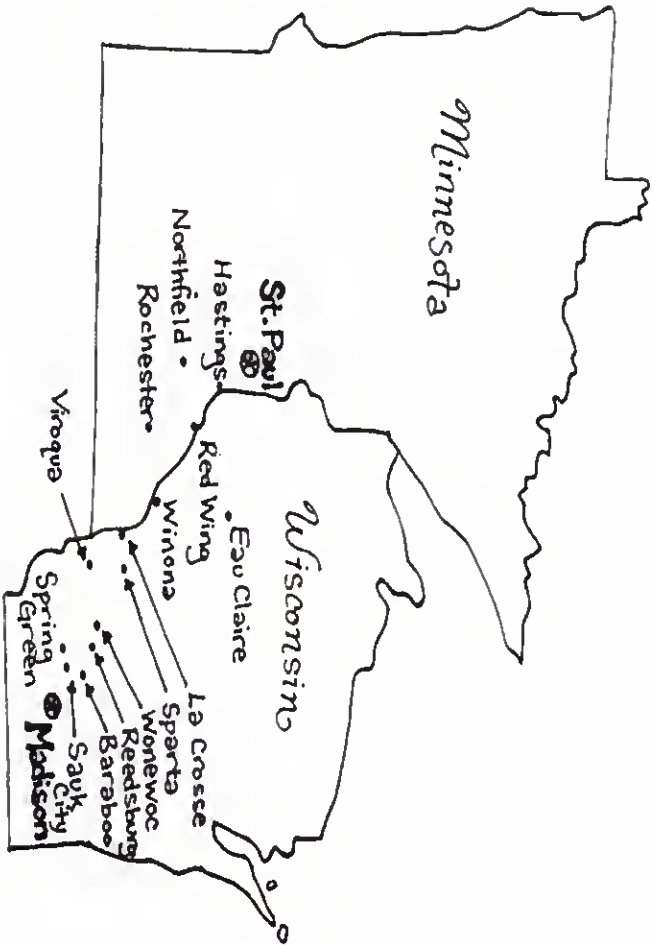 Minnesota
St. Paul
Hastings
Northfield
Rochester
Wisconsin
Eau Claire
Red Wing
Winona
La Crosse
Sparta
Wonewoc
Reedsburg
Baraboo
Sauk
City
Madison
Spring
Green
Viroqua